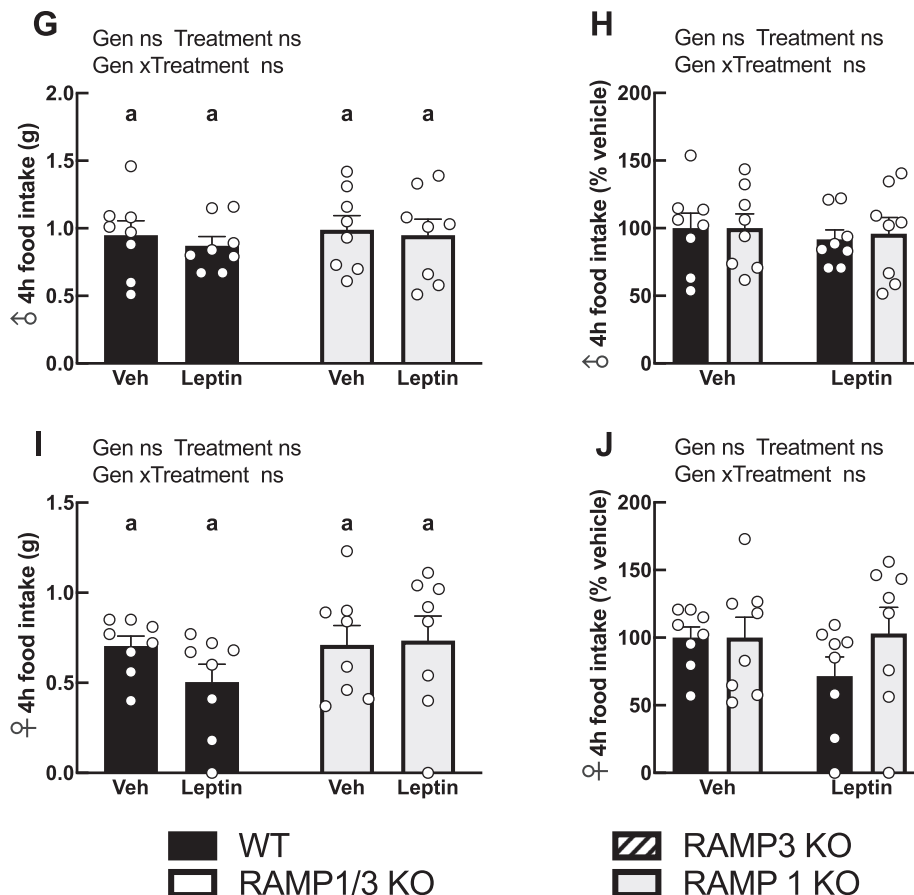 G
Gen ns Treatment ns
Gen xTreatment ns
♂ 4h food intake (g)
2.0
1.5
1.0
0.5
0.0
a a a a
Veh Leptin Veh Leptin
H
Gen ns Treatment ns
Gen xTreatment ns
♂ 4h food intake (% vehicle)
200
150
100
50
0
Veh Leptin
I
Gen ns Treatment ns
Gen xTreatment ns
♀ 4h food intake (g)
1.5
1.0
0.5
0.0
a a a a
Veh Leptin Veh Leptin
J
Gen ns Treatment ns
Gen xTreatment ns
♀ 4h food intake (% vehicle)
200
150
100
50
0
Veh Leptin
WT
RAMP1/3 KO
RAMP3 KO
RAMP 1 KO